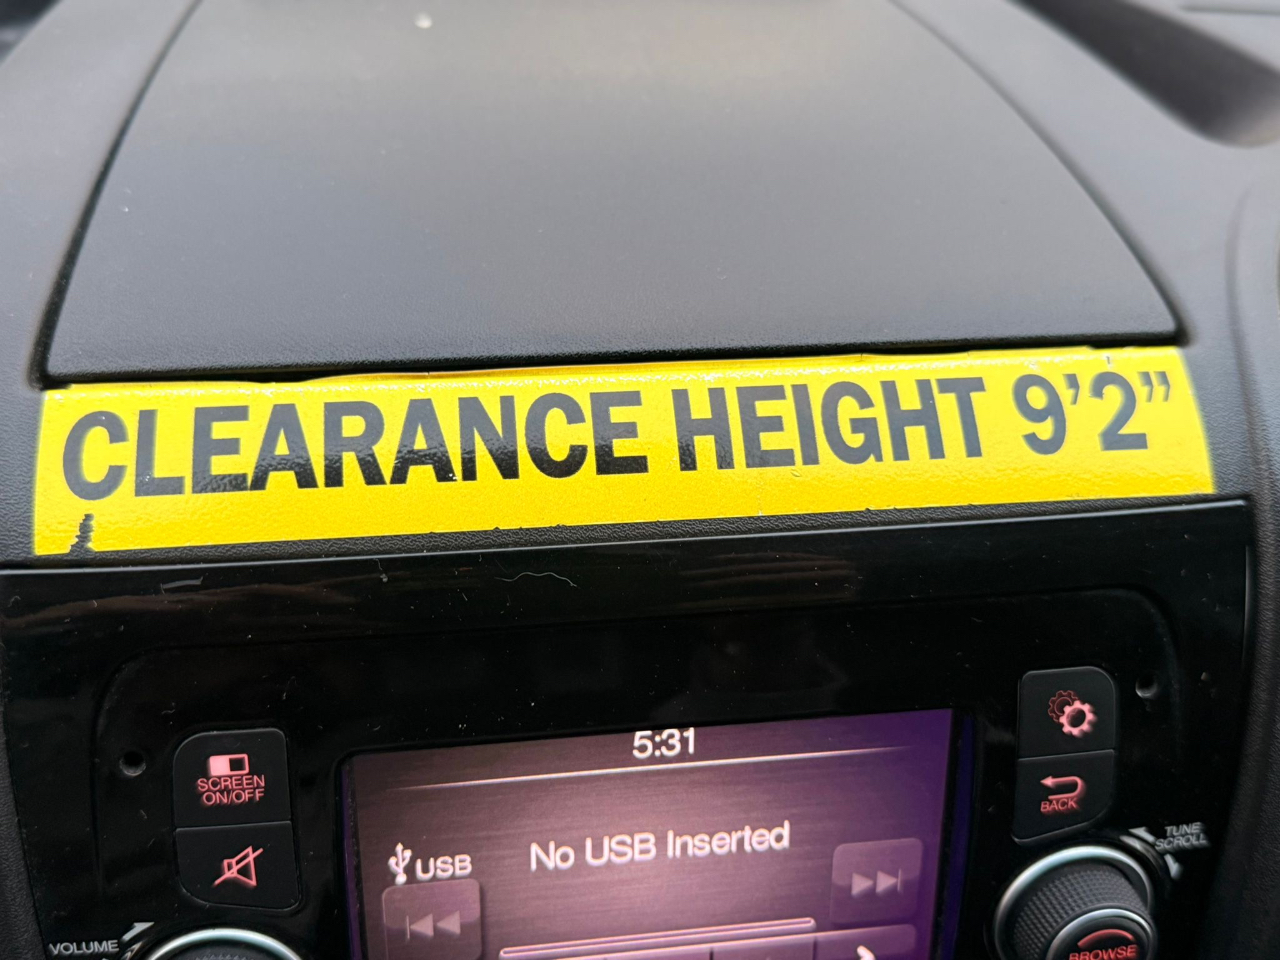 CLEARANCE HEIGHT 9’2”
5:31
SCREEN
ON/OFF
BACK
No USB Inserted
USB
TUNE
SCROLL
VOLUME
BROWSE